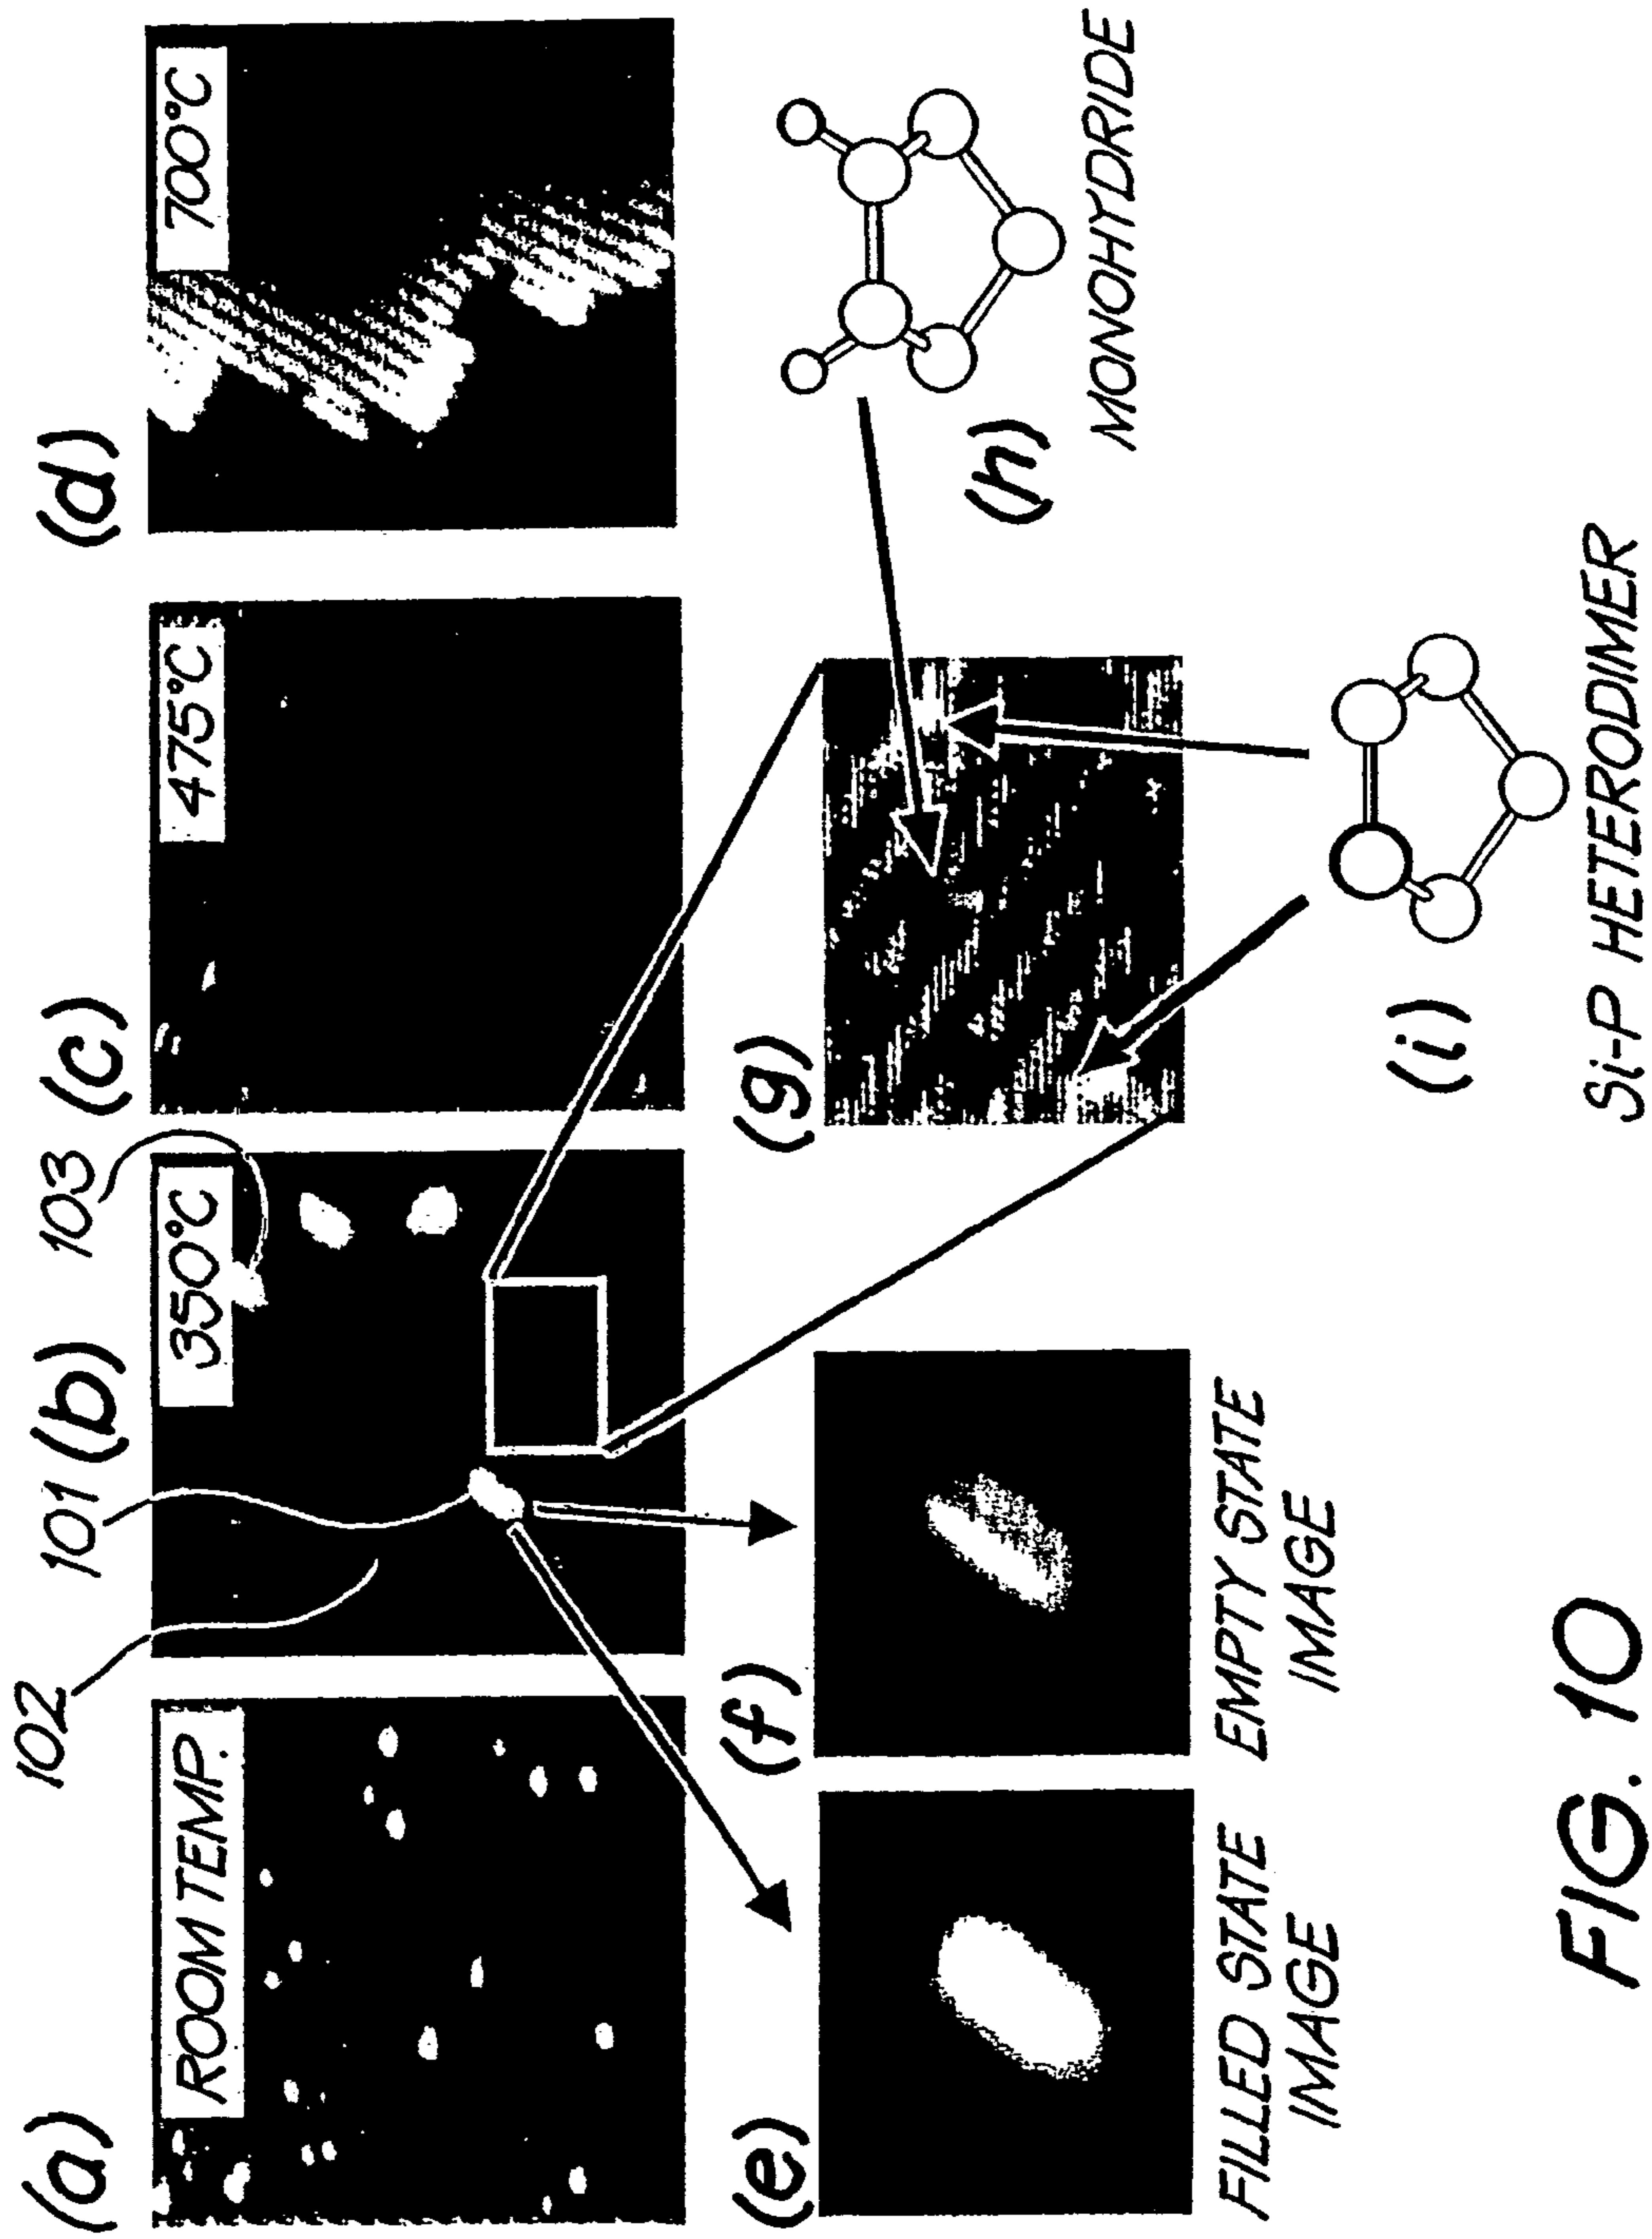 (a)
ROOM TEMP.
102
101
(b)
350°C
103
(c)
475°C
(d)
700°C
(e)
FILLED STATE
IMAGE
(f)
EMPTY STATE
IMAGE
(g)
(h)
MONOHYDRIDE
(i)
Si-P HETERODIMER
FIG. 10